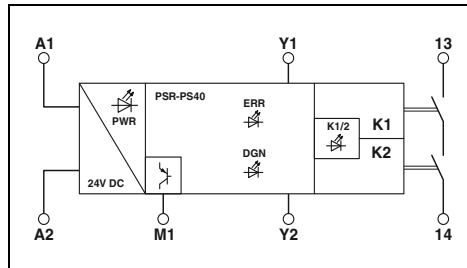 A1 Y1 13
PSR-PS40 ERR
PWR K1/2 K1
DGN K2
24V DC
A2 M1 Y2 14